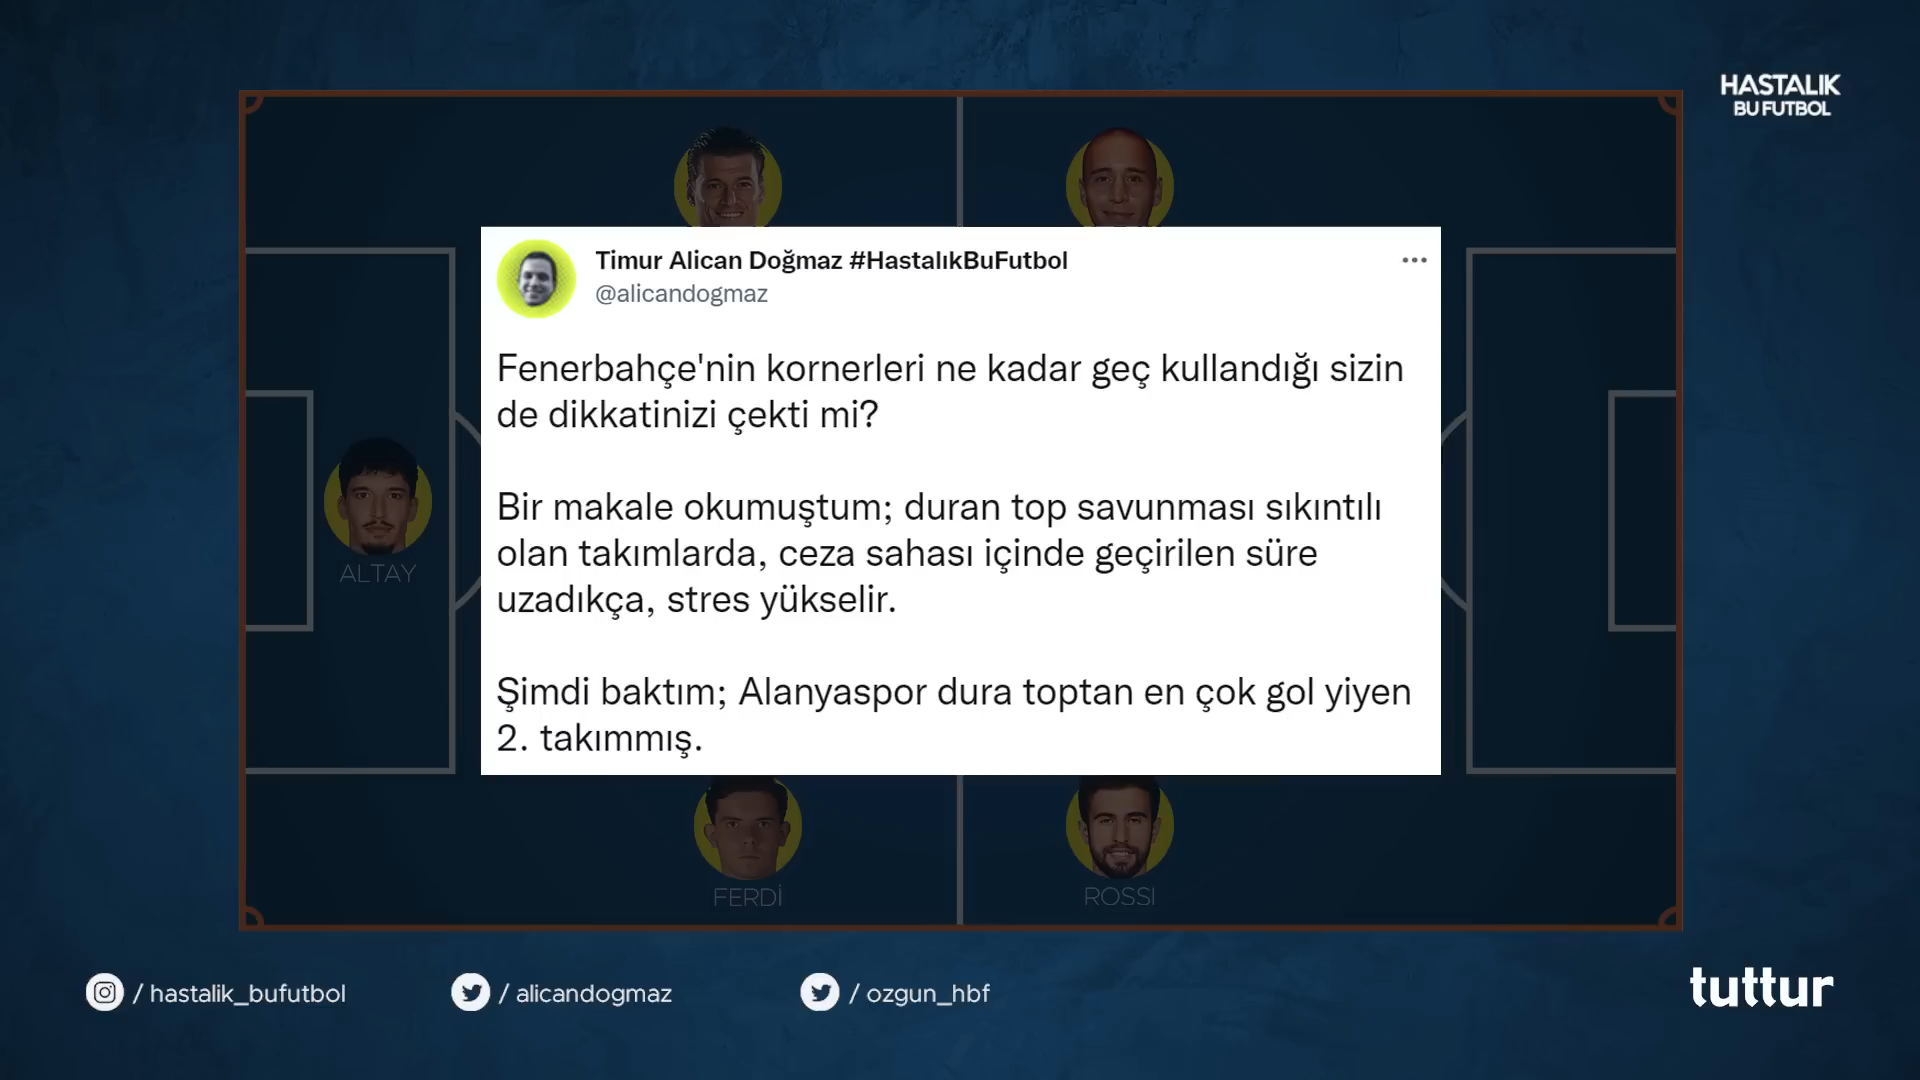 HASTALIK
BU FUTBOL
Timur Alican Doğmaz #HastalıkBuFutbol
@alicandogmaz
Fenerbahçe'nin kornerleri ne kadar geç kullandığı sizin
de dikkatinizi çekti mi?
Bir makale okumuştum; duran top savunması sıkıntılı
olan takımlarda, ceza sahası içinde geçirilen süre
uzadıkça, stres yükselir.
Şimdi baktım; Alanyaspor dura toptan en çok gol yiyen
2. takımmış.
ALTAY
FERDİ
ROSSI
/ hastalik_bufutbol
/ alicandogmaz
/ ozgun_hbf
tuttur